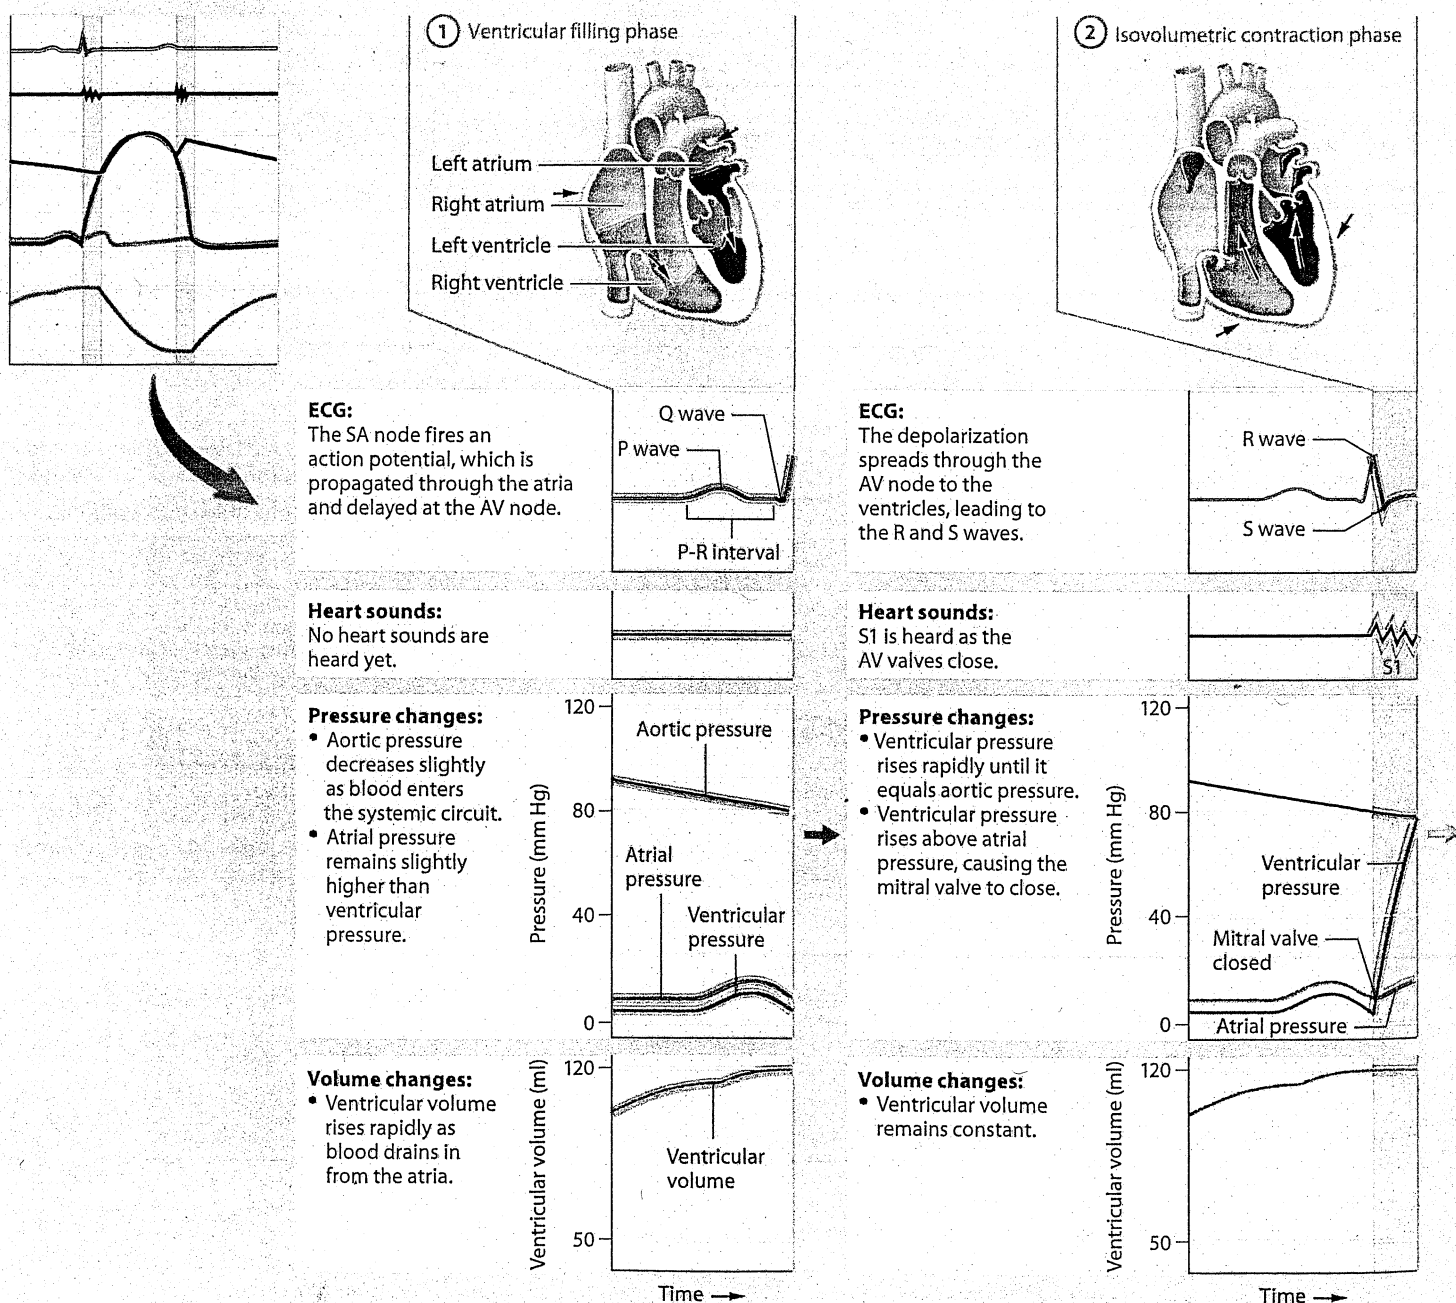 1 Ventricular filling phase
Left atrium
Right atrium
Left ventricle
Right ventricle
ECG:
The SA node fires an
action potential, which is
propagated through the atria
and delayed at the AV node.
Q wave
P wave
P-R interval
Heart sounds:
No heart sounds are
heard yet.
Pressure changes:
• Aortic pressure
decreases slightly
as blood enters
the systemic circuit.
• Atrial pressure
remains slightly
higher than
ventricular
pressure.
Pressure (mm Hg)
120
80
40
0
Aortic pressure
Atrial
pressure
Ventricular
pressure
Volume changes:
• Ventricular volume
rises rapidly as
blood drains in
from the atria.
Ventricular volume (ml)
120
50
Ventricular
volume
Time
2 Isovolumetric contraction phase
ECG:
The depolarization
spreads through the
AV node to the
ventricles, leading to
the R and S waves.
R wave
S wave
Heart sounds:
S1 is heard as the
AV valves close.
S1
Pressure changes:
• Ventricular pressure
rises rapidly until it
equals aortic pressure.
• Ventricular pressure
rises above atrial
pressure, causing the
mitral valve to close.
Pressure (mm Hg)
120
80
40
0
Ventricular
pressure
Mitral valve
closed
Atrial pressure
Volume changes:
• Ventricular volume
remains constant.
Ventricular volume (ml)
120
50
Time